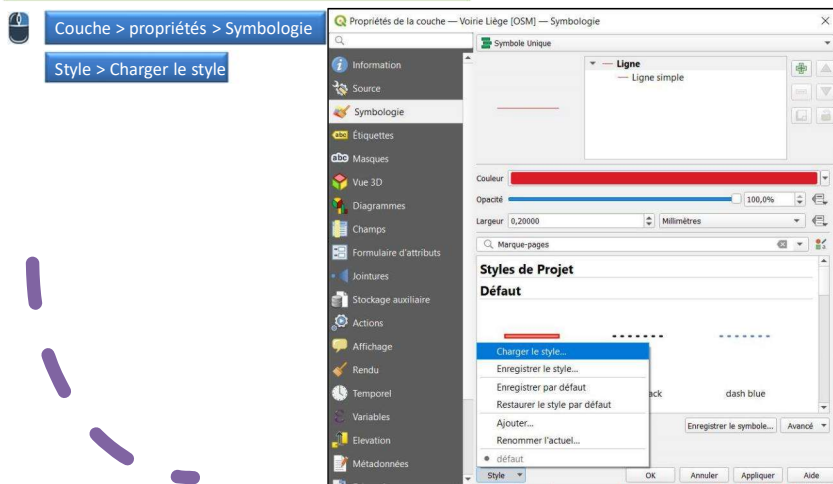 Couche > propriétés > Symbologie
Style > Charger le style
Propriétés de la couche — Voirie Liège [OSM] — Symbologie
Information
Source
Symbologie
abc Étiquettes
abc Masques
Vue 3D
Diagrammes
Champs
Formulaire d'attributs
Jointures
Stockage auxiliaire
Actions
Affichage
Rendu
Temporel
Variables
Elevation
Métadonnées
Symbole Unique
Ligne
Ligne simple
Couleur
Opacité 100,0%
Largeur 0,20000 Millimètres
Marque-pages
Styles de Projet
Défaut
ack dash blue
Charger le style...
Enregistrer le style...
Enregistrer par défaut
Restaurer le style par défaut
Ajouter...
Renommer l'actuel...
défaut
Enregistrer le symbole... Avancé
Style OK Annuler Appliquer Aide